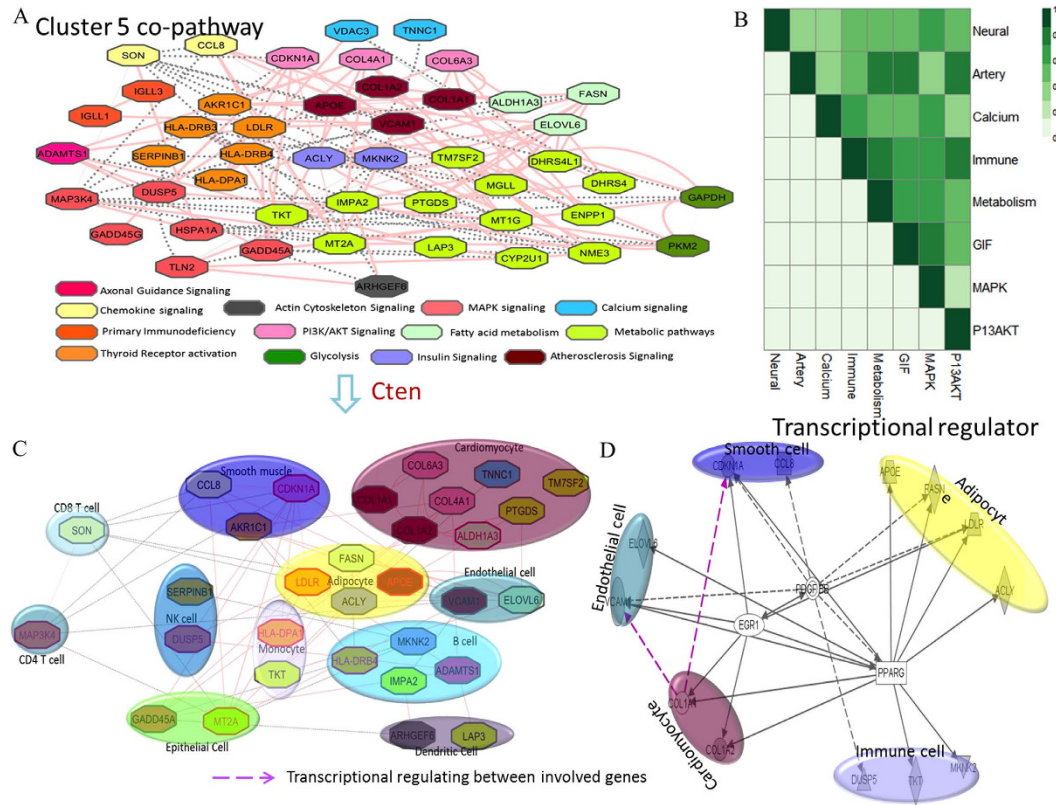 A
Cluster 5 co-pathway
SON
CCL8
VDAC3
TNNC1
CDKN1A
COL4A1
COL6A3
IGLL3
COL1A2
FASN
AKR1C1
APOE
COL1A1
ALDH1A3
IGLL1
HLA-DRB3
LDLR
VCAM1
ELOVL6
ADAMTS1
SERPINB1
HLA-DRB4
ACLY
MKNK2
TM7SF2
DHRS4L1
HLA-DPA1
MAP3K4
DUSP5
IMPA2
PTGDS
MGLL
DHRS4
GAPDH
TKT
MT1G
ENPP1
GADD45G
HSPA1A
MT2A
LAP3
NME3
PKM2
GADD45A
CYP2U1
TLN2
ARHGEF6
Axonal Guidance Signaling
Chemokine signaling
Actin Cytoskeleton Signaling
MAPK signaling
Calcium signaling
Primary Immunodeficiency
PI3K/AKT Signaling
Fatty acid metabolism
Metabolic pathways
Thyroid Receptor activation
Glycolysis
Insulin Signaling
Atherosclerosis Signaling
Cten
B
Neural
Artery
Calcium
Immune
Metabolism
GIF
MAPK
P13AKT
Neural
Artery
Calcium
Immune
Metabolism
GIF
MAPK
P13AKT
C
Smooth muscle
CCL8
CDKN1A
AKR1C1
CD8 T cell
SON
Cardiomyocyte
COL6A3
TNNC1
TM7SF2
COL1A1
COL4A1
PTGDS
COL1A2
ALDH1A3
FASN
LDLR
Adipocyte
APOE
ACLY
Endothelial cell
VCAM1
ELOVL6
SERPINB1
NK cell
DUSP5
MAP3K4
CD4 T cell
HLA-DPA1
Monocyte
TKT
MKNK2
B cell
HLA-DRB4
ADAMTS1
IMPA2
GADD45A
MT2A
Epithelial Cell
ARHGEF6
LAP3
Dendritic Cell
Transcriptional regulating between involved genes
Transcriptional regulator
D
Smooth cell
CDKN1A
CCL8
APOE
FASN
Adipocyt
e
LDLR
ACLY
Endothelial cell
ELOVL6
VCAM1
PDGF BB
EGR1
PPARG
COL1A
COL1A2
Cardiomyocyte
Immune cell
DUSP5
TKT
MKNK2